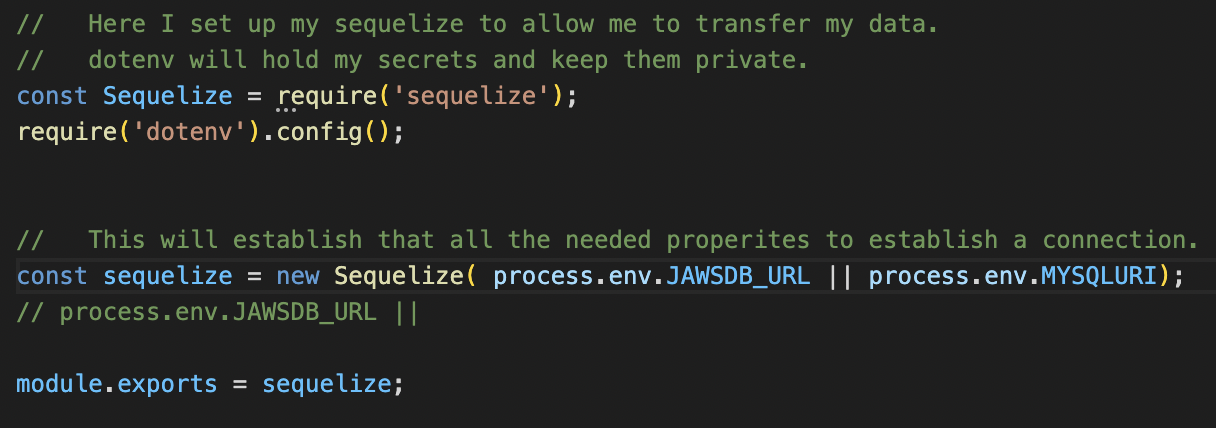 //   Here I set up my sequelize to allow me to transfer my data.
//   dotenv will hold my secrets and keep them private.
const Sequelize = require('sequelize');
require('dotenv').config();
//   This will establish that all the needed properites to establish a connection.
const sequelize = new Sequelize( process.env.JAWSDB_URL || process.env.MYSQLURI);
// process.env.JAWSDB_URL ||
module.exports = sequelize;